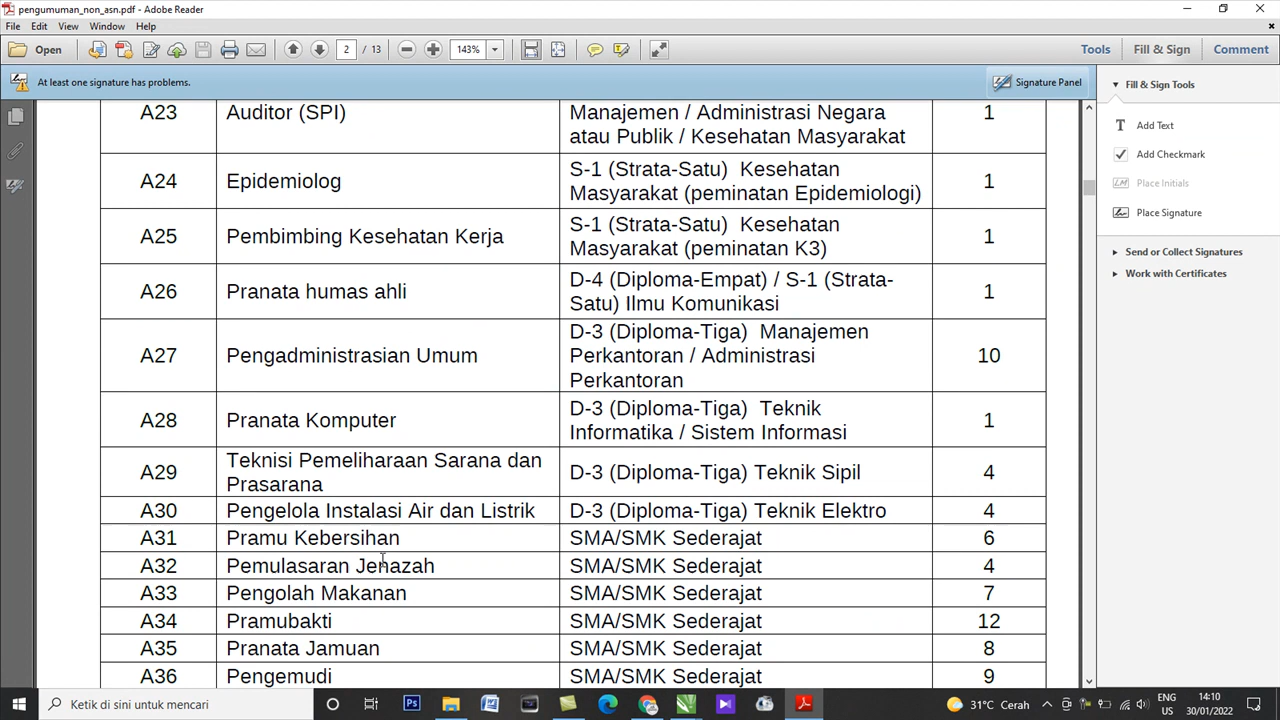 pengumuman_non_asn.pdf - Adobe Reader
File Edit View Window Help
Open 2 / 13 143% Tools Fill & Sign Comment
At least one signature has problems. Signature Panel
Fill & Sign Tools
Add Text
Add Checkmark
Place Initials
Place Signature
Send or Collect Signatures
Work with Certificates
A23 Auditor (SPI) Manajemen / Administrasi Negara
atau Publik / Kesehatan Masyarakat 1
A24 Epidemiolog S-1 (Strata-Satu) Kesehatan
Masyarakat (peminatan Epidemiologi) 1
A25 Pembimbing Kesehatan Kerja S-1 (Strata-Satu) Kesehatan
Masyarakat (peminatan K3) 1
A26 Pranata humas ahli D-4 (Diploma-Empat) / S-1 (Strata-
Satu) Ilmu Komunikasi 1
A27 Pengadministrasian Umum D-3 (Diploma-Tiga) Manajemen
Perkantoran / Administrasi
Perkantoran 10
A28 Pranata Komputer D-3 (Diploma-Tiga) Teknik
Informatika / Sistem Informasi 1
A29 Teknisi Pemeliharaan Sarana dan
Prasarana D-3 (Diploma-Tiga) Teknik Sipil 4
A30 Pengelola Instalasi Air dan Listrik D-3 (Diploma-Tiga) Teknik Elektro 4
A31 Pramu Kebersihan SMA/SMK Sederajat 6
A32 Pemulasaran Jenazah SMA/SMK Sederajat 4
A33 Pengolah Makanan SMA/SMK Sederajat 7
A34 Pramubakti SMA/SMK Sederajat 12
A35 Pranata Jamuan SMA/SMK Sederajat 8
A36 Pengemudi SMA/SMK Sederajat 9
Ketik di sini untuk mencari
Ps
31°C Cerah
ENG
US
14:10
30/01/2022